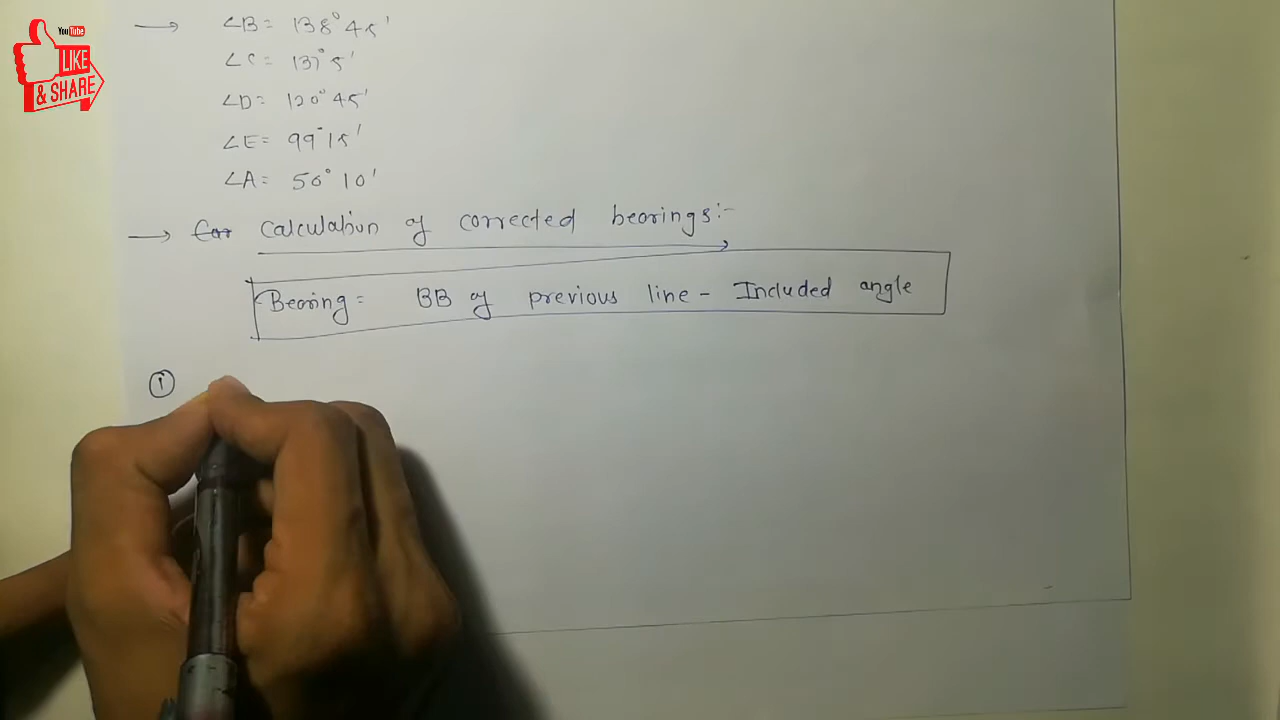 YouTube
LIKE
& SHARE
→ ∠B = 138° 45'
∠C = 137° 5'
∠D = 120° 45'
∠E = 99° 15'
∠A = 50° 10'
→ for calculation of corrected bearings:-
Bearing = BB of previous line - Included angle
①